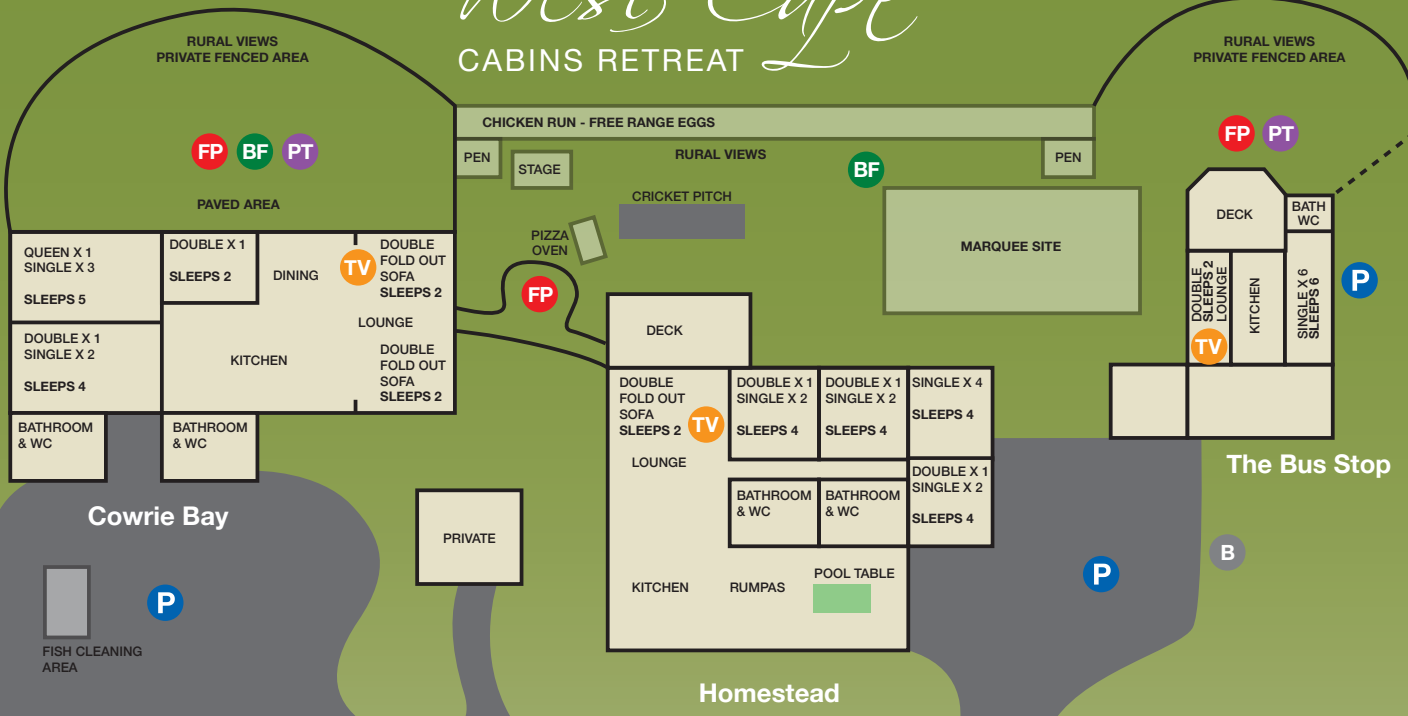 West Cape
CABINS RETREAT
RURAL VIEWS
PRIVATE FENCED AREA
FP
BF
PT
PAVED AREA
QUEEN X 1
SINGLE X 3
SLEEPS 5
DOUBLE X 1
SLEEPS 2
DINING
TV
DOUBLE
FOLD OUT
SOFA
SLEEPS 2
LOUNGE
DOUBLE X 1
SINGLE X 2
SLEEPS 4
KITCHEN
DOUBLE
FOLD OUT
SOFA
SLEEPS 2
BATHROOM
& WC
BATHROOM
& WC
Cowrie Bay
P
FISH CLEANING
AREA
CHICKEN RUN - FREE RANGE EGGS
PEN
STAGE
RURAL VIEWS
BF
PEN
CRICKET PITCH
PIZZA
OVEN
FP
MARQUEE SITE
PRIVATE
DECK
DOUBLE
FOLD OUT
SOFA
SLEEPS 2
TV
LOUNGE
DOUBLE X 1
SINGLE X 2
SLEEPS 4
DOUBLE X 1
SINGLE X 2
SLEEPS 4
SINGLE X 4
SLEEPS 4
BATHROOM
& WC
BATHROOM
& WC
DOUBLE X 1
SINGLE X 2
SLEEPS 4
KITCHEN
RUMPAS
POOL TABLE
Homestead
P
B
RURAL VIEWS
PRIVATE FENCED AREA
FP
PT
DECK
BATH
WC
DOUBLE
SLEEPS 2
LOUNGE
TV
KITCHEN
SINGLE X 6
SLEEPS 6
P
The Bus Stop